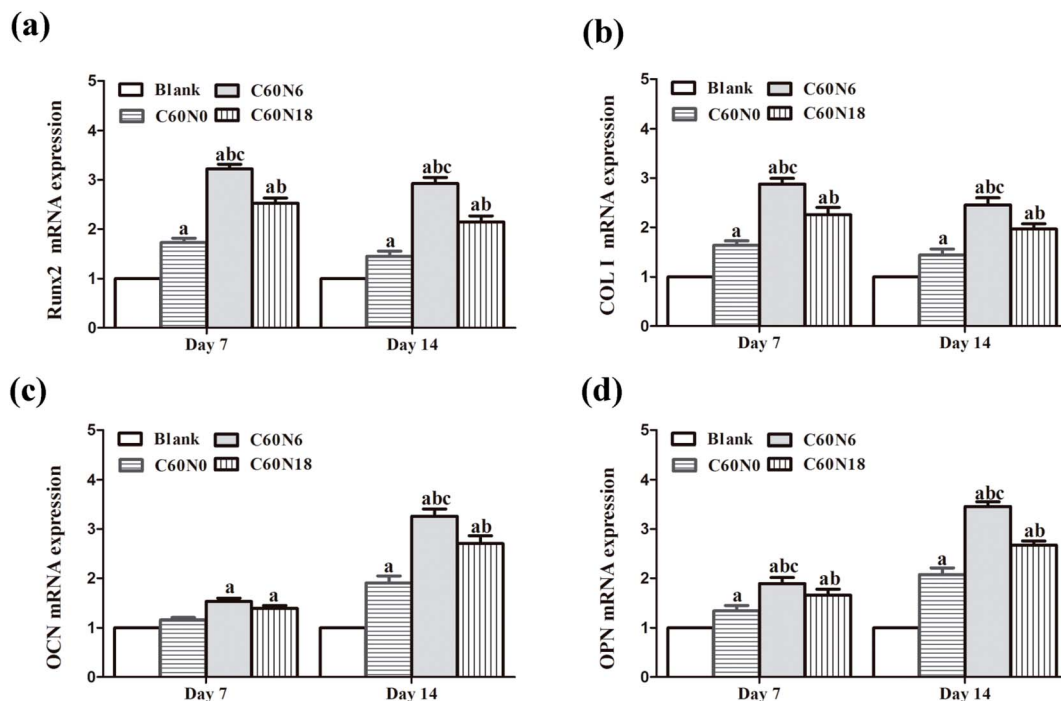 (a)
Runx2 mRNA expression
5
4
3
2
1
0
Blank C60N6
C60N0 C60N18
a abc ab a abc ab
Day 7 Day 14
(b)
COL I mRNA expression
5
4
3
2
1
0
Blank C60N6
C60N0 C60N18
a abc ab a abc ab
Day 7 Day 14
(c)
OCN mRNA expression
5
4
3
2
1
0
Blank C60N6
C60N0 C60N18
a a a abc ab
Day 7 Day 14
(d)
OPN mRNA expression
5
4
3
2
1
0
Blank C60N6
C60N0 C60N18
a abc ab a abc ab
Day 7 Day 14